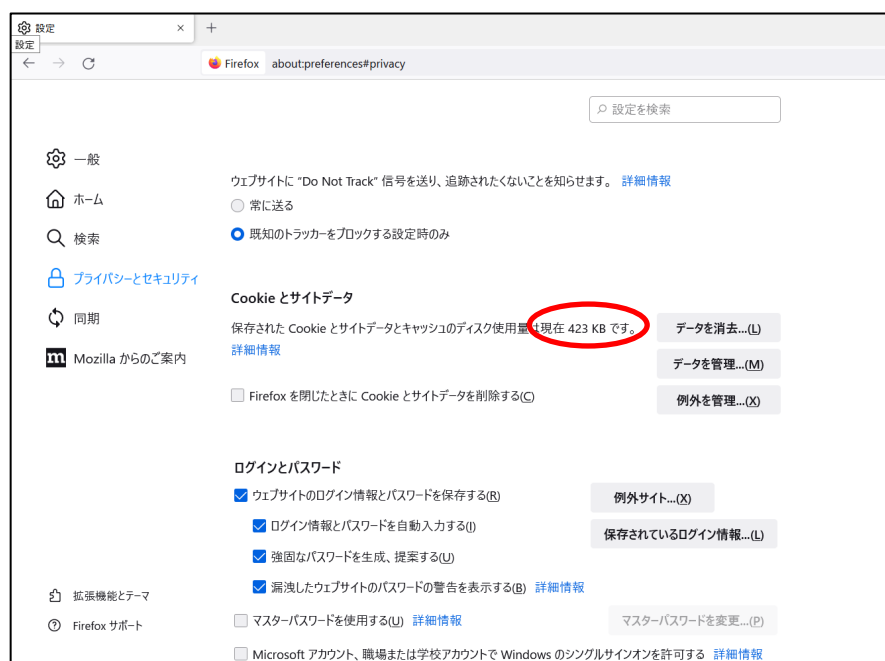 設定
設定
Firefox about:preferences#privacy
設定を検索
一般
ホーム
検索
プライバシーとセキュリティ
同期
Mozilla からのご案内
拡張機能とテーマ
Firefox サポート
ウェブサイトに “Do Not Track” 信号を送り、追跡されたくないことを知らせます。 詳細情報
常に送る
既知のトラッカーをブロックする設定時のみ
Cookie とサイトデータ
保存された Cookie とサイトデータとキャッシュのディスク使用量は現在 423 KB です。
詳細情報
データを消去...(L)
データを管理...(M)
Firefox を閉じたときに Cookie とサイトデータを削除する(C)
例外を管理...(X)
ログインとパスワード
ウェブサイトのログイン情報とパスワードを保存する(R)
例外サイト...(X)
ログイン情報とパスワードを自動入力する(I)
保存されているログイン情報...(L)
強固なパスワードを生成、提案する(U)
漏洩したウェブサイトのパスワードの警告を表示する(B) 詳細情報
マスターパスワードを使用する(U) 詳細情報
マスターパスワードを変更...(P)
Microsoft アカウント、職場または学校アカウントで Windows のシングルサインオンを許可する 詳細情報